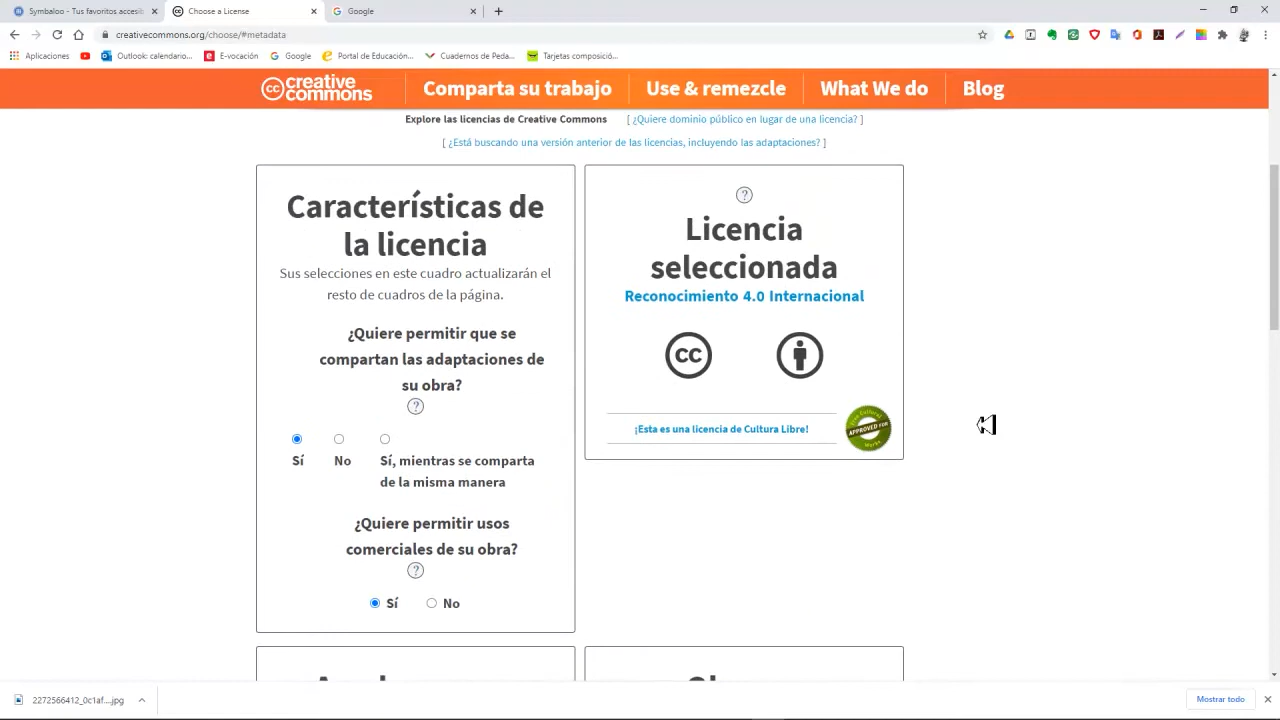 Symbaloo - Tus favoritos accesib
Choose a License
Google
creativecommons.org/choose/#metadata
Aplicaciones
Outlook: calendario...
E-vocación
Google
Portal de Educación...
Cuadernos de Peda...
Tarjetas composició...
creative commons
Comparta su trabajo
Use & remezcle
What We do
Blog
Explore las licencias de Creative Commons [ ¿Quiere dominio público en lugar de una licencia? ]
[ ¿Está buscando una versión anterior de las licencias, incluyendo las adaptaciones? ]
Características de
la licencia
Sus selecciones en este cuadro actualizarán el
resto de cuadros de la página.
¿Quiere permitir que se
compartan las adaptaciones de
su obra?
?
Sí
No
Sí, mientras se comparta
de la misma manera
¿Quiere permitir usos
comerciales de su obra?
?
Sí
No
?
Licencia
seleccionada
Reconocimiento 4.0 Internacional
cc
¡Esta es una licencia de Cultura Libre!
APPROVED FOR
2272566412_0c1af....jpg
Mostrar todo